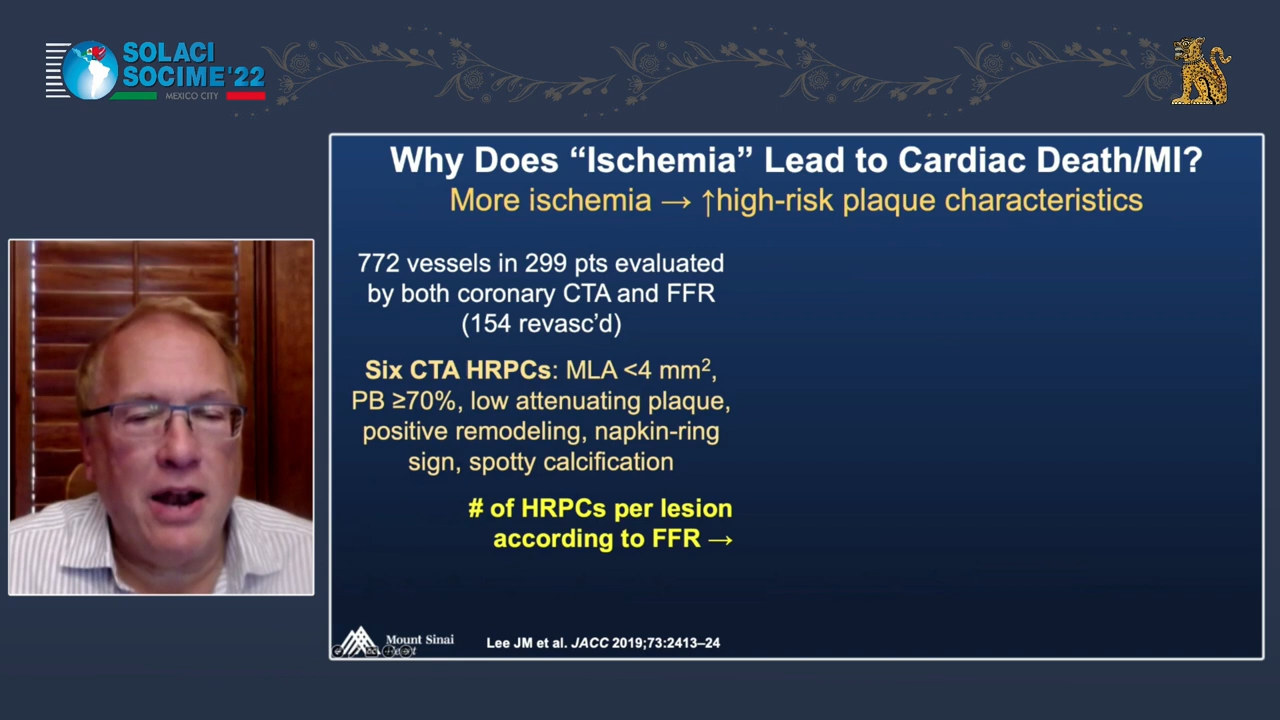 SOLACI
SOCIME'22
MEXICO CITY
Why Does “Ischemia” Lead to Cardiac Death/MI?
More ischemia → ↑high-risk plaque characteristics
772 vessels in 299 pts evaluated
by both coronary CTA and FFR
(154 revasc’d)
Six CTA HRPCs: MLA <4 mm²,
PB ≥70%, low attenuating plaque,
positive remodeling, napkin-ring
sign, spotty calcification
# of HRPCs per lesion
according to FFR →
Mount Sinai
Lee JM et al. JACC 2019;73:2413–24